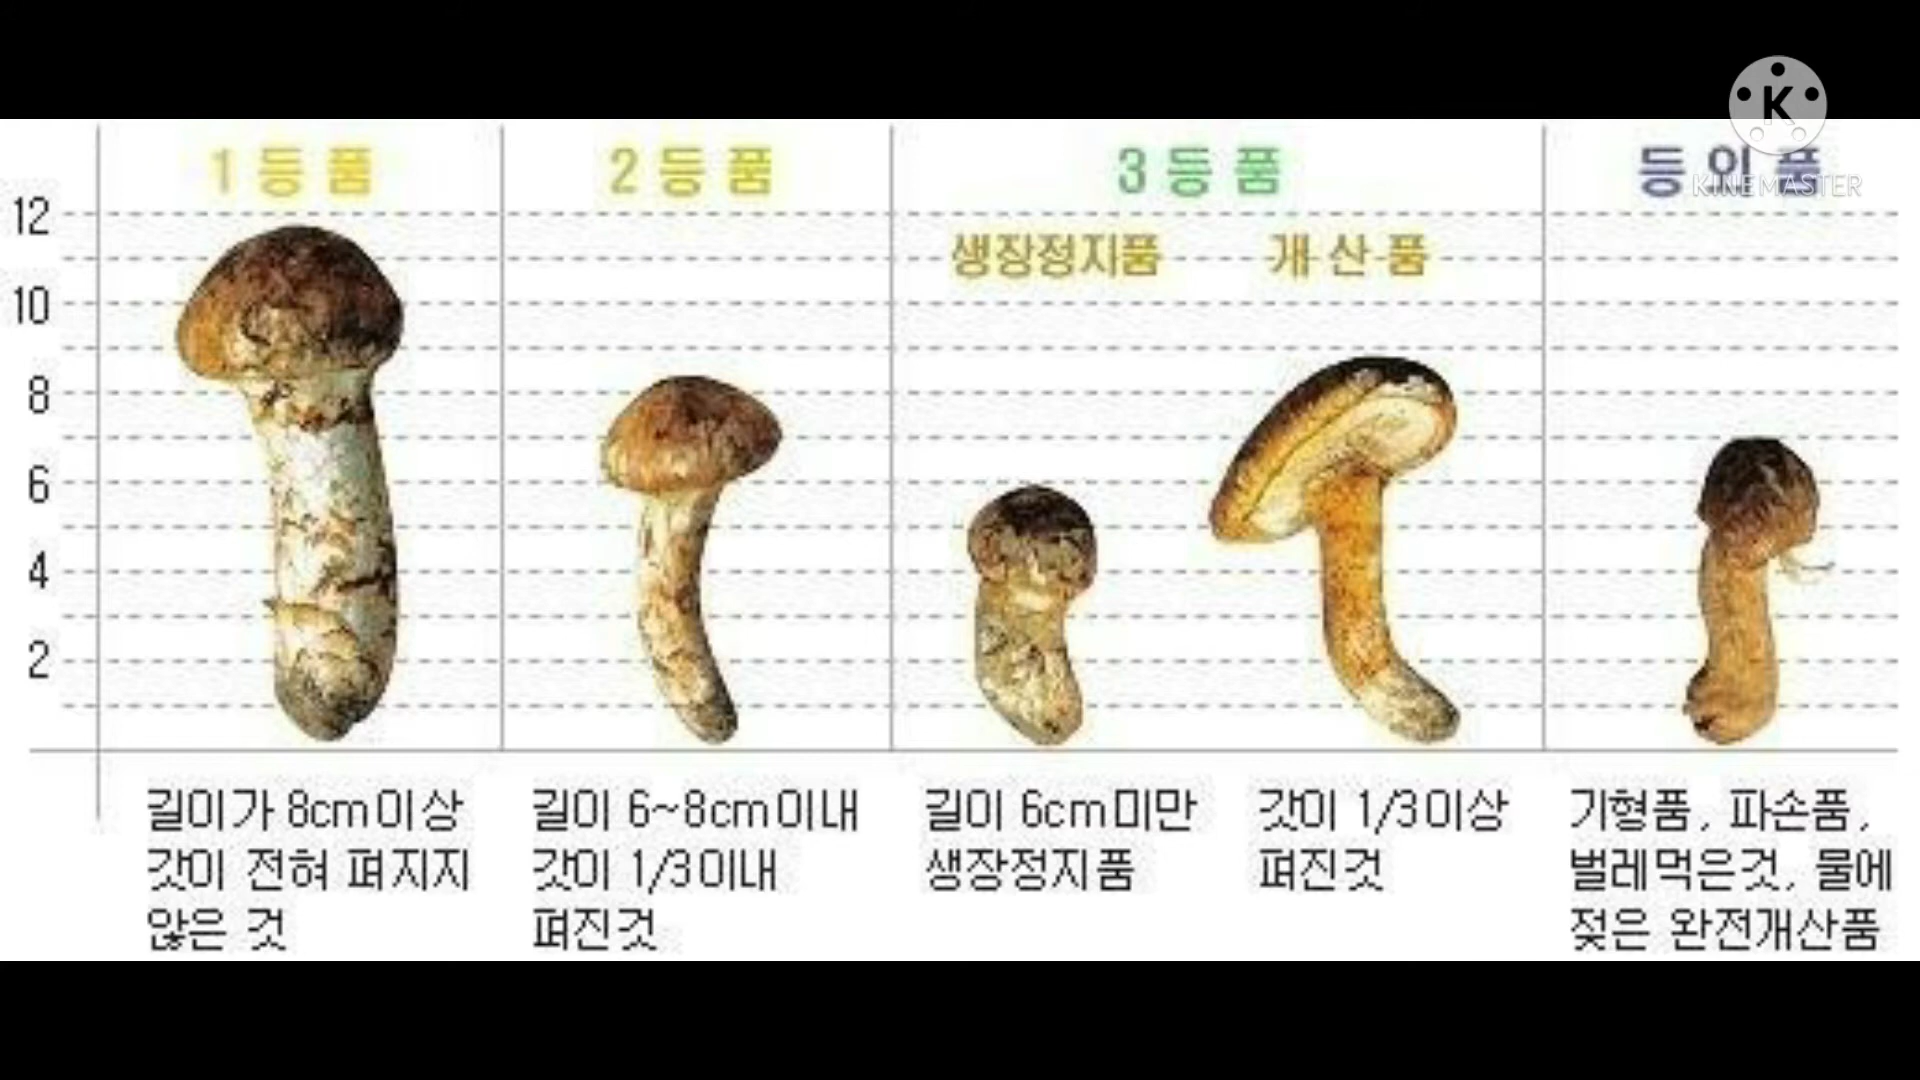 1등품
2등품
3등품
등외품
생장정지품
개산품
12
10
8
6
4
2
길이가 8cm이상
갓이 전혀 펴지지
않은 것
길이 6~8cm이내
갓이 1/3이내
펴진것
길이 6cm미만
생장정지품
갓이 1/3이상
펴진것
기형품, 파손품,
벌레먹은것, 물에
젖은 완전개산품
K
KINEMASTER